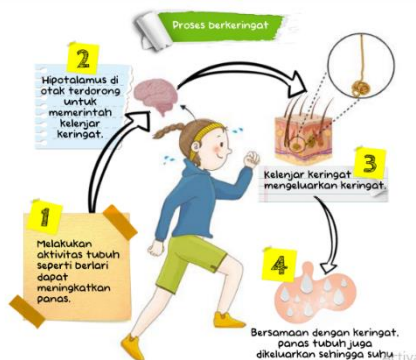 Proses berkeringat
1
Melakukan
aktivitas tubuh
seperti berlari
dapat
meningkatkan
panas.
2
Hipotalamus di
otak terdorong
untuk
memerintah
kelenjar
keringat.
3
Kelenjar keringat
mengeluarkan keringat.
4
Bersamaan dengan keringat,
panas tubuh juga
dikeluarkan sehingga suhu